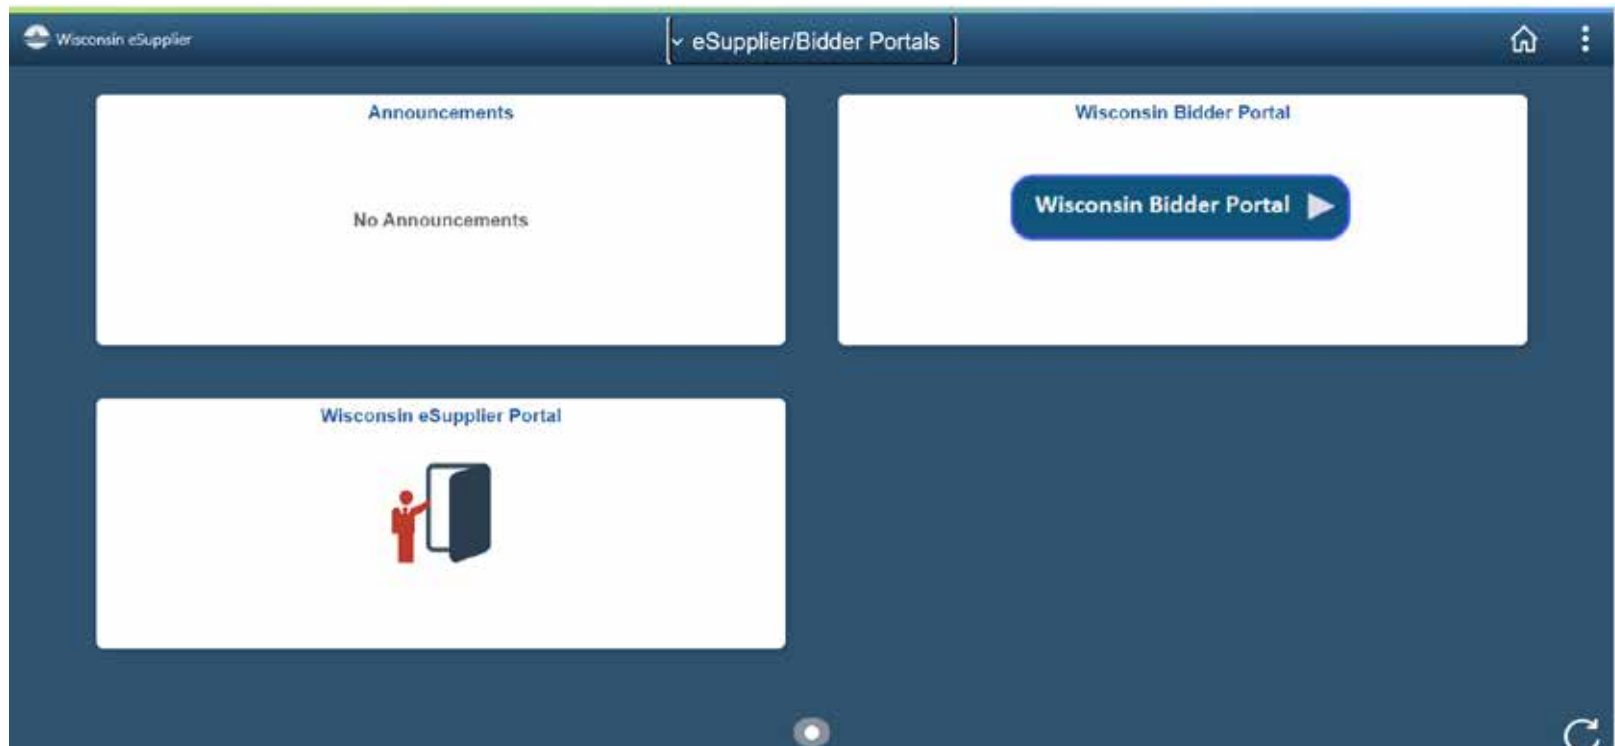 Wisconsin eSupplier
eSupplier/Bidder Portals
Announcements
No Announcements
Wisconsin Bidder Portal
Wisconsin Bidder Portal
Wisconsin eSupplier Portal